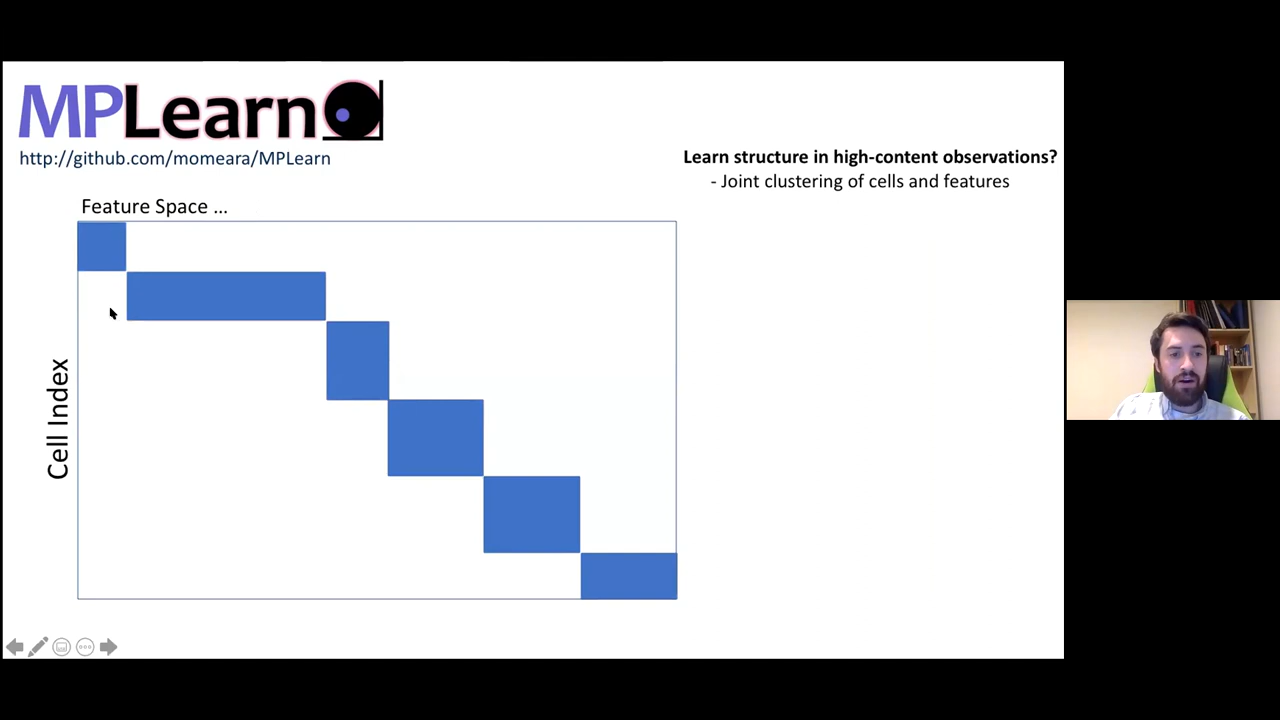 MPLearn
http://github.com/momeara/MPLearn
Learn structure in high-content observations?
- Joint clustering of cells and features
Feature Space ...
Cell Index